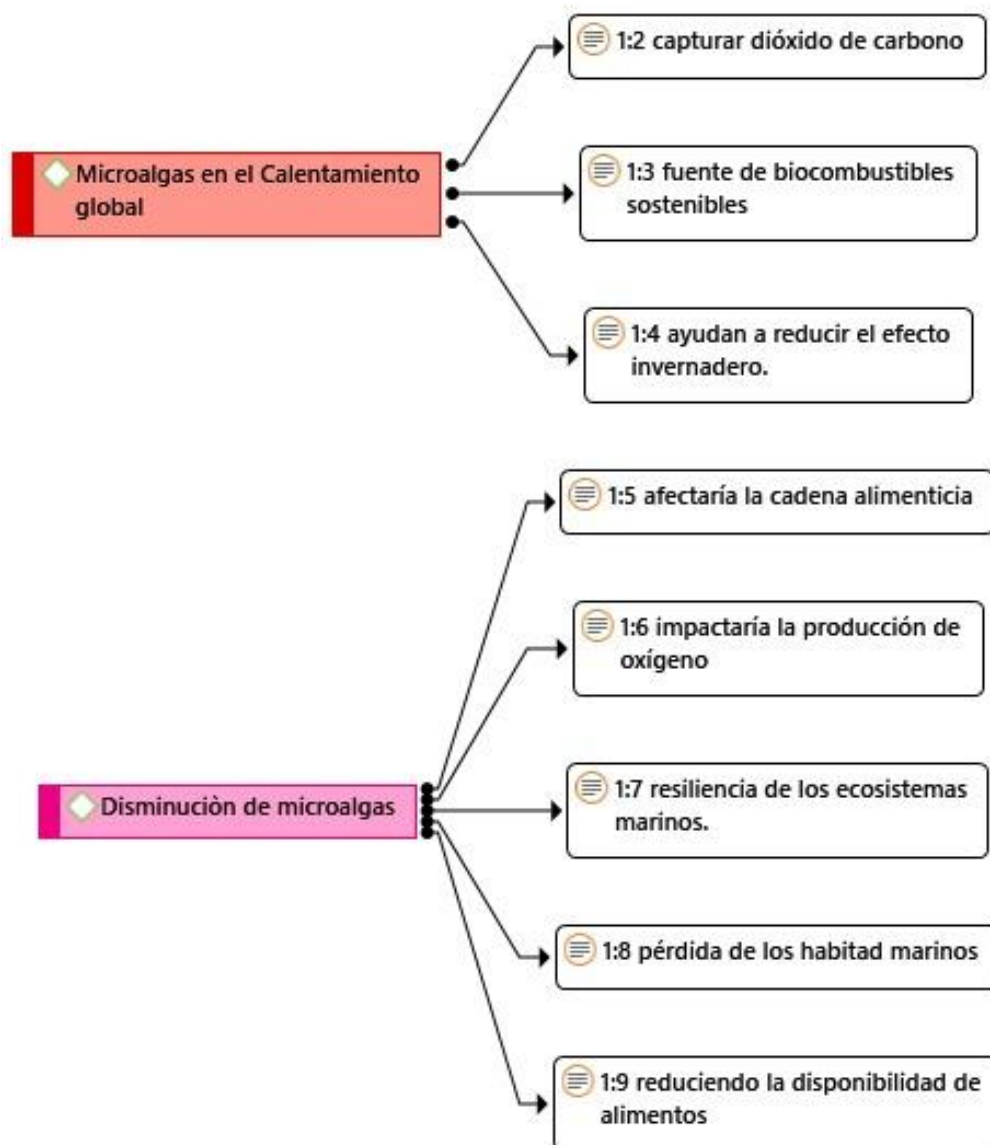 1:2 capturar dióxido de carbono
Microalgas en el Calentamiento
global
1:3 fuente de biocombustibles
sostenibles
1:4 ayudan a reducir el efecto
invernadero.
1:5 afectaría la cadena alimenticia
1:6 impactaría la producción de
oxígeno
Disminuciòn de microalgas
1:7 resiliencia de los ecosistemas
marinos.
1:8 pérdida de los habitad marinos
1:9 reduciendo la disponibilidad de
alimentos